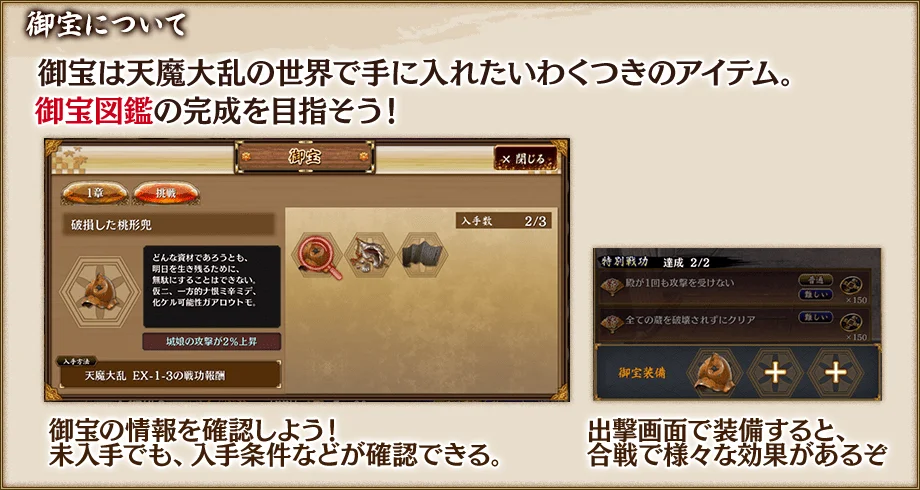 御宝について
御宝は天魔大乱の世界で手に入れたいわくつきのアイテム。
御宝図鑑の完成を目指そう！
御宝
× 閉じる
1章 挑戦
破損した桃形兜
入手数 2/3
どんな資材であろうとも、
明日を生き残るために、
無駄にすることはできない。
仮ニ、一方的ナ恨ミ辛ミデ、
化ケル可能性ガアロウトモ。
城娘の攻撃が2%上昇
入手方法
天魔大乱 EX-1-3の戦功報酬
特別戦功 達成 2/2
殿が1回も攻撃を受けない
普通
難しい
×150
全ての蔵を破壊されずにクリア
難しい
×150
御宝装備
御宝の情報を確認しよう！
未入手でも、入手条件などが確認できる。
出撃画面で装備すると、
合戦で様々な効果があるぞ